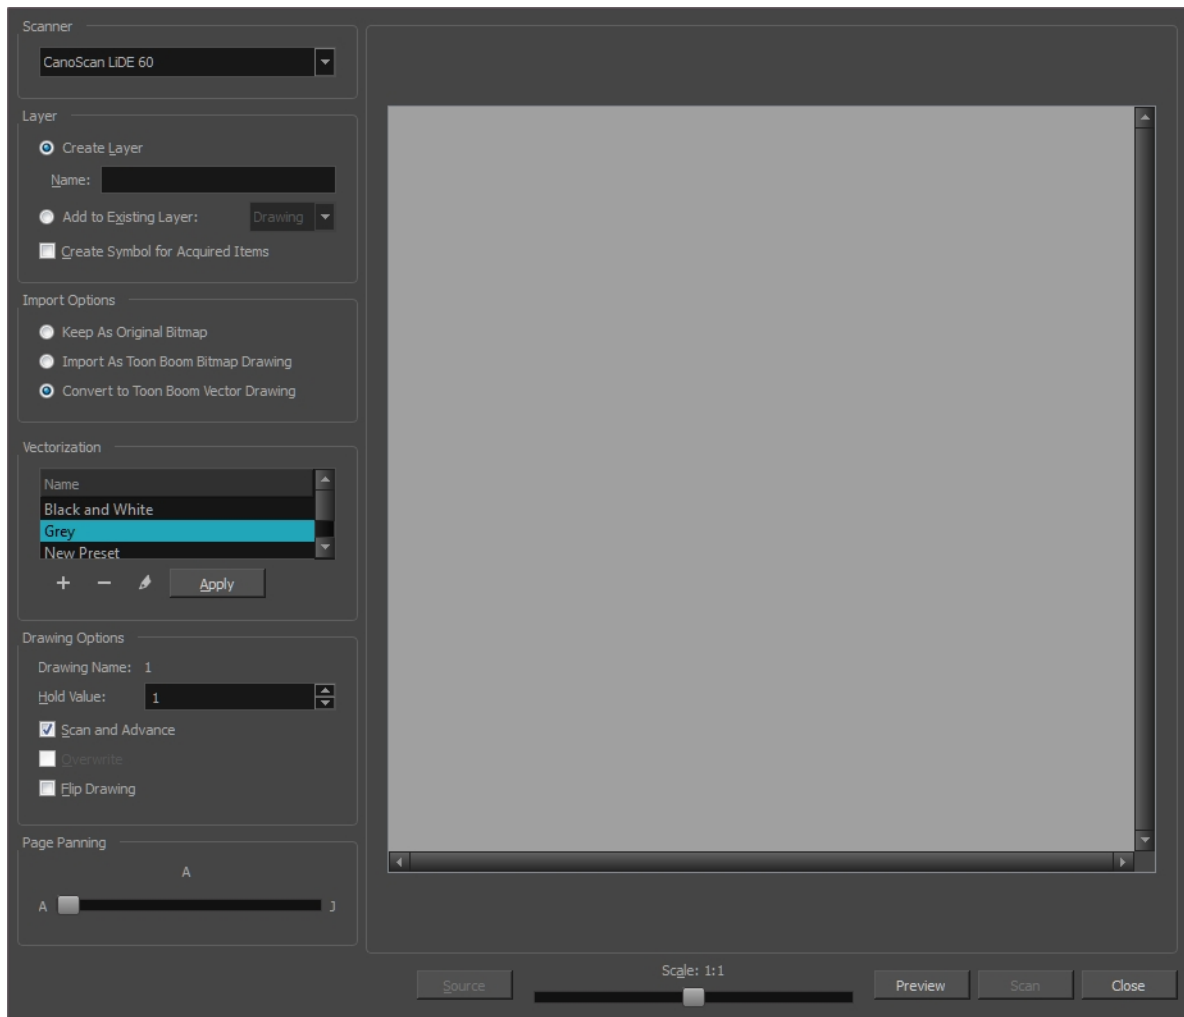 Scanner
CanoScan LiDE 60
Layer
Create Layer
Name:
Add to Existing Layer: Drawing
Create Symbol for Acquired Items
Import Options
Keep As Original Bitmap
Import As Toon Boom Bitmap Drawing
Convert to Toon Boom Vector Drawing
Vectorization
Name
Black and White
Grey
New Preset
Apply
Drawing Options
Drawing Name: 1
Hold Value: 1
Scan and Advance
Overwrite
Flip Drawing
Page Panning
A
A J
Source
Scale: 1:1
Preview
Scan
Close